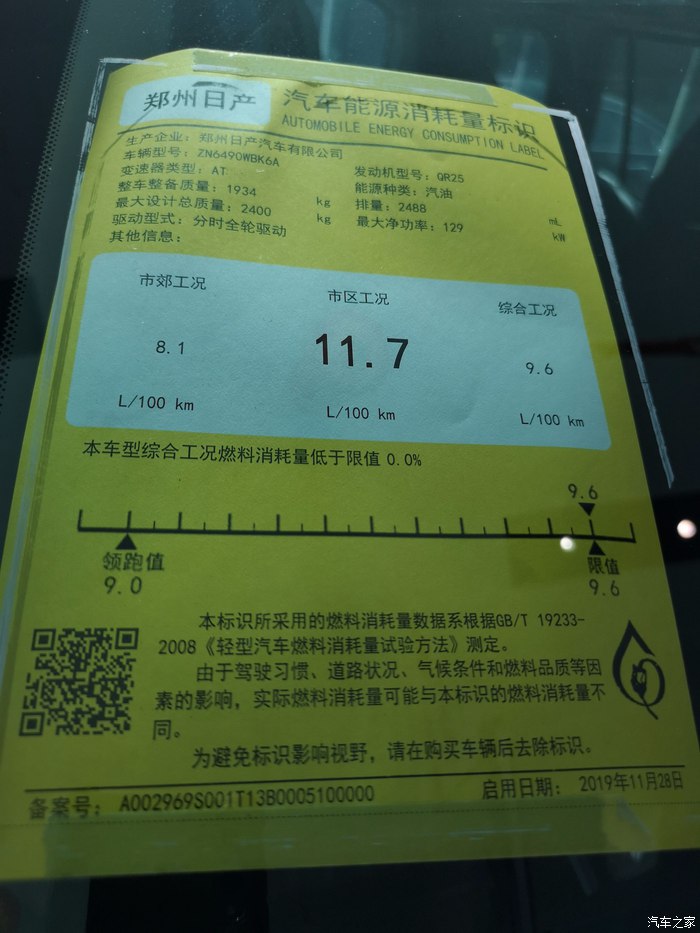 郑州日产
汽车能源消耗量标识
AUTOMOBILE ENERGY CONSUMPTION LABEL
生产企业：郑州日产汽车有限公司
车辆型号：ZN6490WBK6A
发动机型号：QR25
变速器类型：AT
能源种类：汽油
整车整备质量：1934 kg
排量：2488 mL
最大设计总质量：2400 kg
最大净功率：129 kW
驱动型式：分时全轮驱动
其他信息：
市郊工况 市区工况 综合工况
8.1 11.7 9.6
L/100 km L/100 km L/100 km
本车型综合工况燃料消耗量低于限值 0.0%
9.6
领跑值 限值
9.0 9.6
本标识所采用的燃料消耗量数据系根据GB/T 19233-
2008《轻型汽车燃料消耗量试验方法》测定。
由于驾驶习惯、道路状况、气候条件和燃料品质等因
素的影响，实际燃料消耗量可能与本标识的燃料消耗量不
同。
为避免标识影响视野，请在购买车辆后去除标识。
备案号： A002969S001T13B0005100000 启用日期： 2019年11月28日
汽车之家